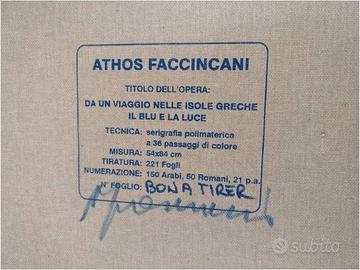 ATHOS FACCINCANI
TITOLO DELL'OPERA:
DA UN VIAGGIO NELLE ISOLE GRECHE
IL BLU E LA LUCE
TECNICA: serigrafia polimaterica
a 36 passaggi di colore
MISURA: 54x84 cm
TIRATURA: 221 Fogli
NUMERAZIONE: 150 Arabi, 50 Romani, 21 p.a.
N° FOGLIO: BON A TIRER
subito